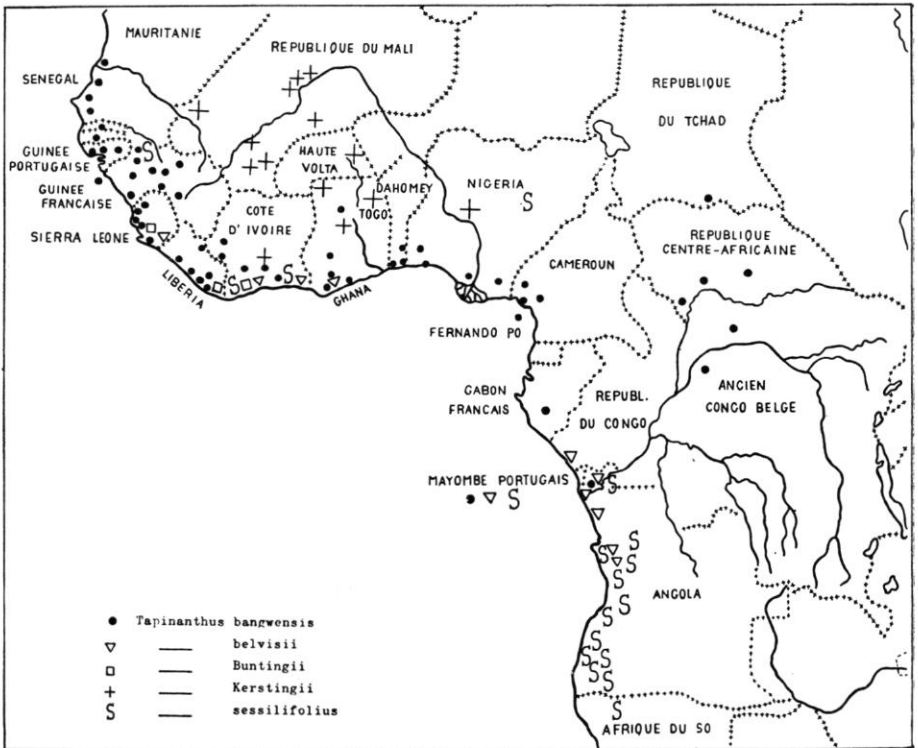 MAURITANIE
REPUBLIQUE DU MALI
SENEGAL
REPUBLIQUE
DU TCHAD
GUINEE
PORTUGAISE
GUINEE
FRANCAISE
SIERRA LEONE
LIBERIA
COTE
D'IVOIRE
HAUTE
VOLTA
DAHOMEY
TOGO
GHANA
NIGERIA
S
S
S
S
CAMEROUN
REPUBLIQUE
CENTRE-AFRICAINE
FERNANDO PO
GABON
FRANCAIS
REPUBL.
DU CONGO
ANCIEN
CONGO BELGE
MAYOMBE PORTUGAIS
S
S
S
S
S
S
S
S
S
S
S
S
S
S
ANGOLA
S
AFRIQUE DU SO
Tapinanthus bangwensis
belvisii
Buntingii
Kerstingii
S sessilifolius